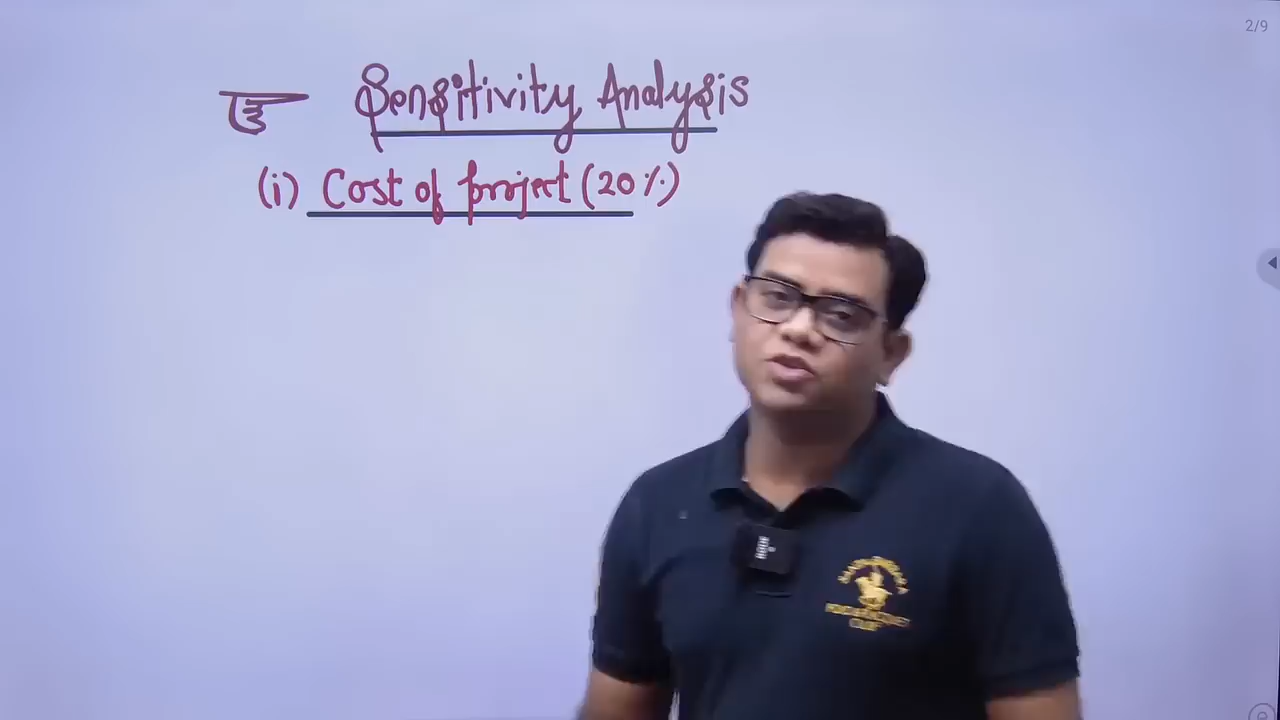 2/9
Sensitivity Analysis
(i) Cost of project (20%)